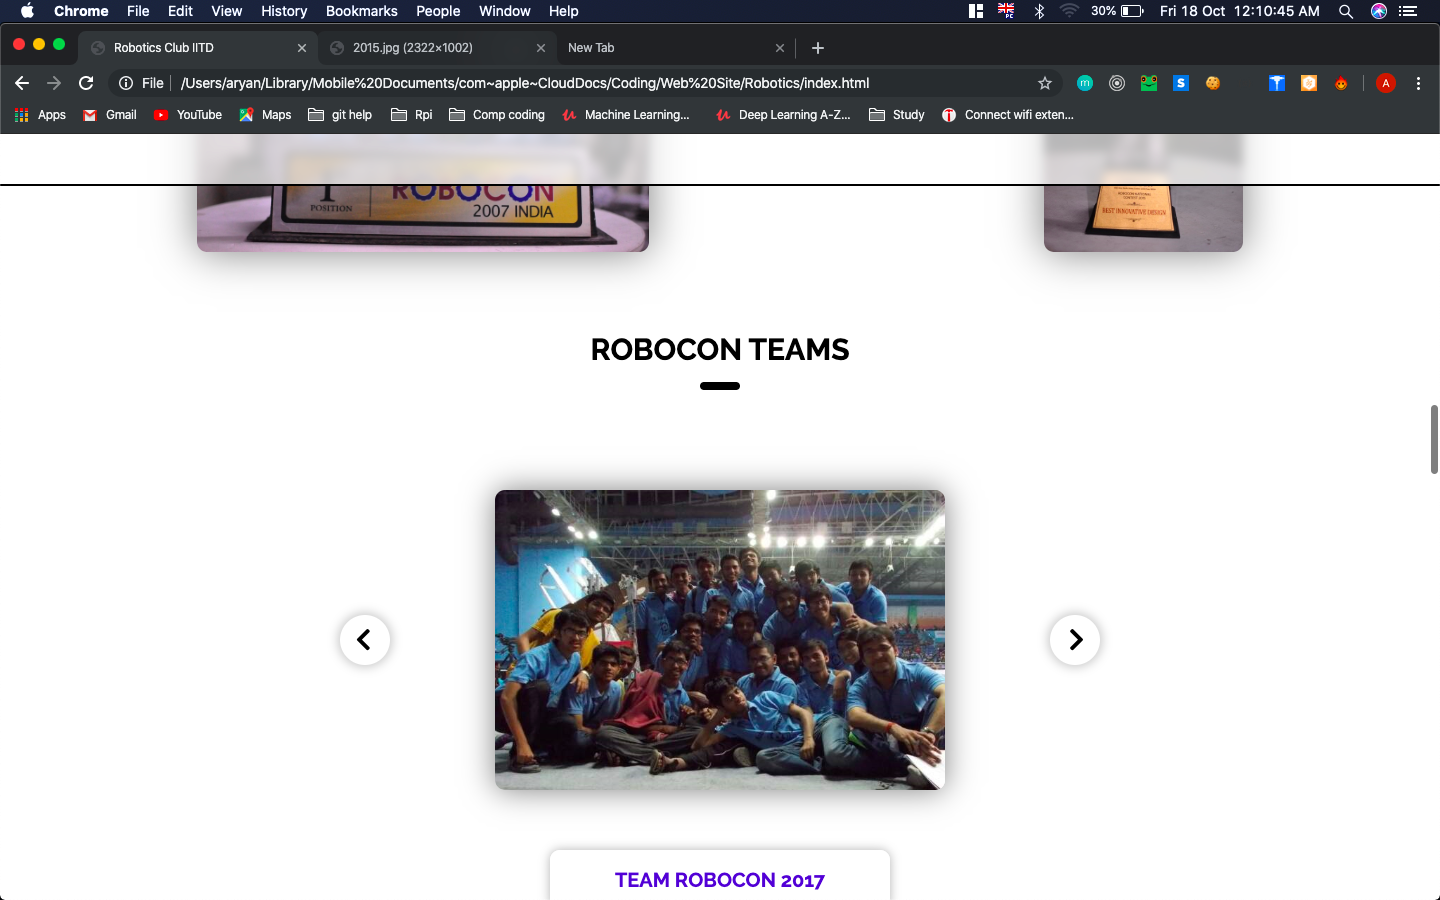 Chrome File Edit View History Bookmarks People Window Help 30% Fri 18 Oct 12:10:45 AM
Robotics Club IITD 2015.jpg (2322×1002) New Tab
File /Users/aryan/Library/Mobile%20Documents/com~apple~CloudDocs/Coding/Web%20Site/Robotics/index.html A
Apps Gmail YouTube Maps git help Rpi Comp coding Machine Learning... Deep Learning A-Z... Study Connect wifi exten...
1
POSITION
ROBOCON
2007 INDIA
BEST INNOVATIVE DESIGN
ROBOCON TEAMS
TEAM ROBOCON 2017